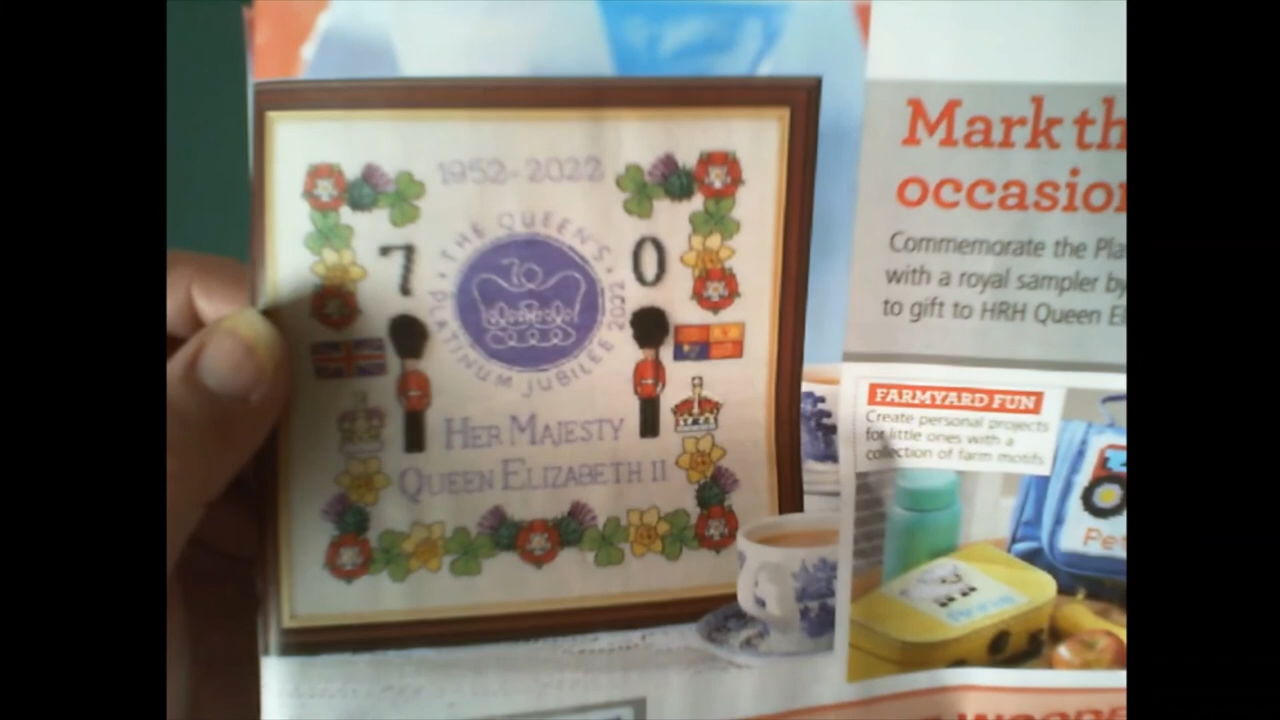 1952-2022
THE QUEEN'S
PLATINUM JUBILEE 2022
70
7 0
HER MAJESTY
QUEEN ELIZABETH II
Mark th
occasion
Commemorate the Pla
with a royal sampler by
to gift to HRH Queen El
FARMYARD FUN
Create personal projects
for little ones with a
collection of farm motifs
Pet